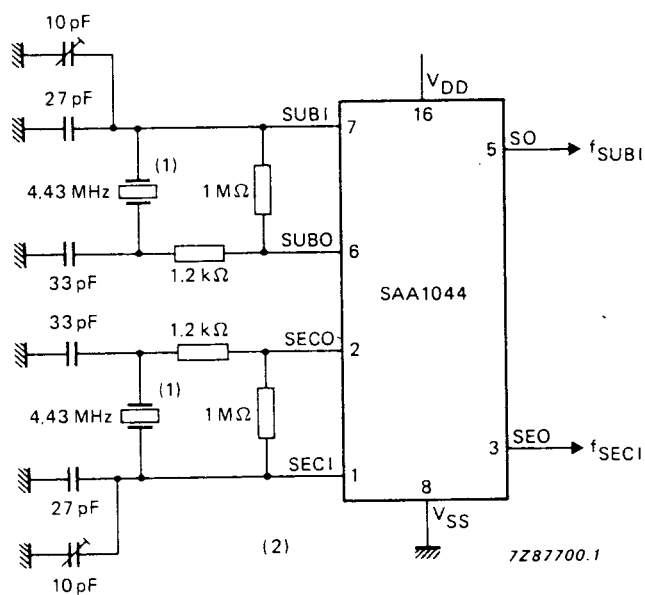 10 pF
27 pF
SUBI
7
(1)
4,43 MHz
1 MΩ
SUBO
6
33 pF
1,2 kΩ
33 pF
1,2 kΩ
SECO
2
(1)
4,43 MHz
1 MΩ
SECI
1
27 pF
10 pF
(2)
VDD
16
5
SO
fSUBI
SAA1044
3
SEO
fSECI
8
VSS
7Z87700.1